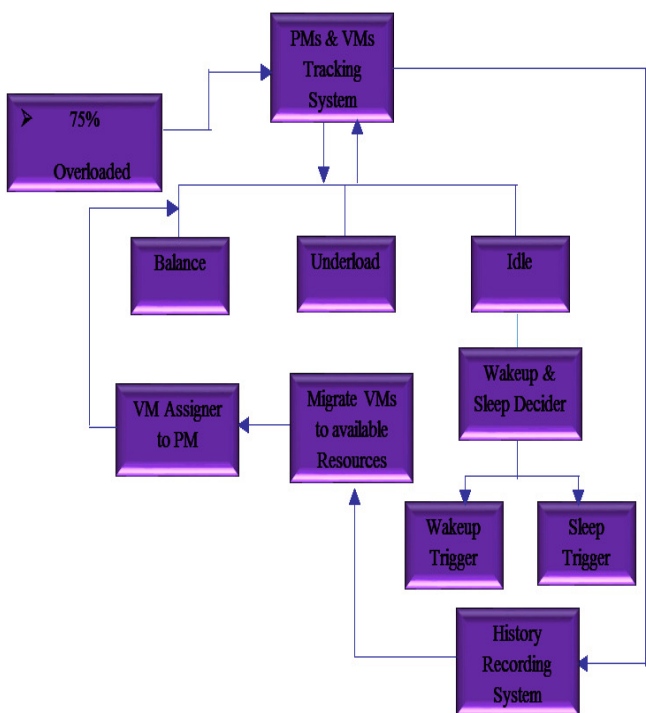 PMs & VMs
Tracking
System
➢ 75%
Overloaded
Balance
Underload
Idle
Wakeup &
Sleep Decider
VM Assigner
to PM
Migrate VMs
to available
Resources
Wakeup
Trigger
Sleep
Trigger
History
Recording
System